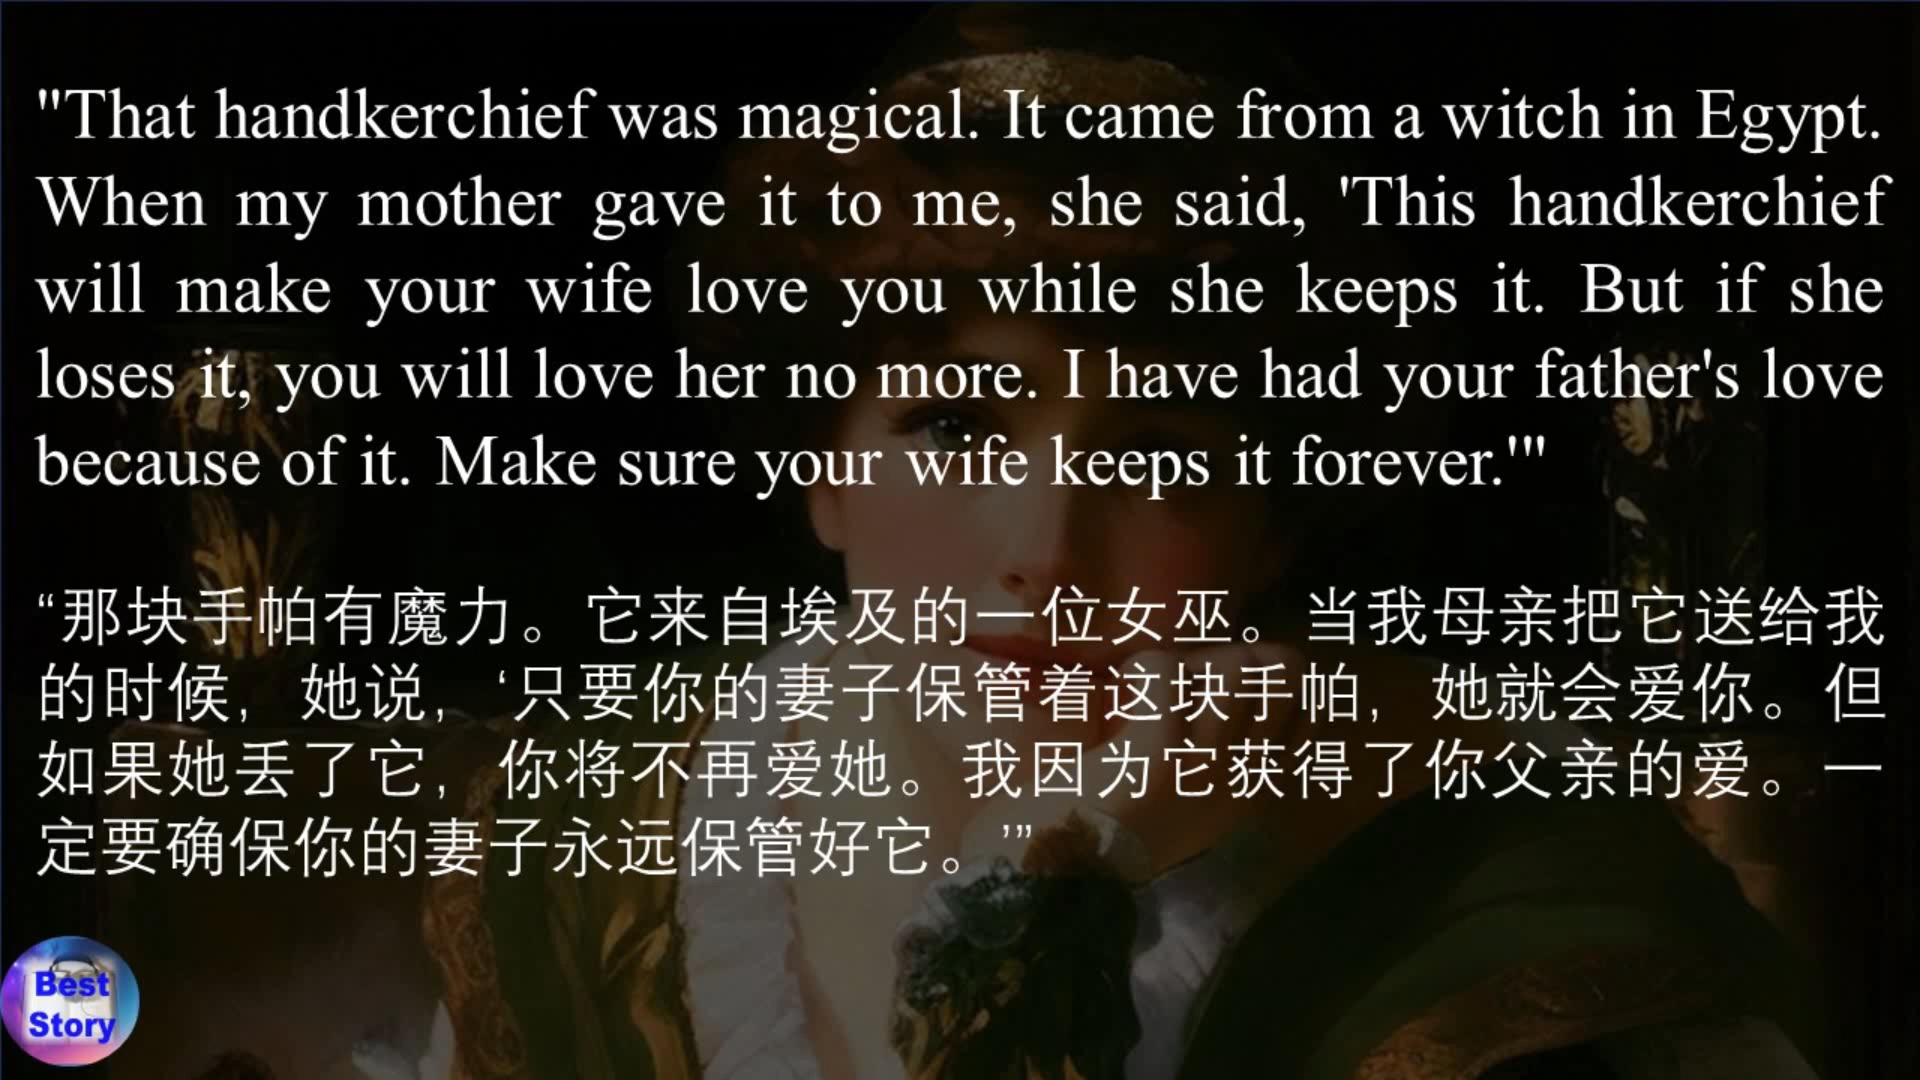 "That handkerchief was magical. It came from a witch in Egypt.
When my mother gave it to me, she said, 'This handkerchief
will make your wife love you while she keeps it. But if she
loses it, you will love her no more. I have had your father's love
because of it. Make sure your wife keeps it forever.'"
“那块手帕有魔力。它来自埃及的一位女巫。当我母亲把它送给我
的时候，她说，‘只要你的妻子保管着这块手帕，她就会爱你。但
如果她丢了它，你将不再爱她。我因为它获得了你父亲的爱。一
定要确保你的妻子永远保管好它。’”
Best
Story